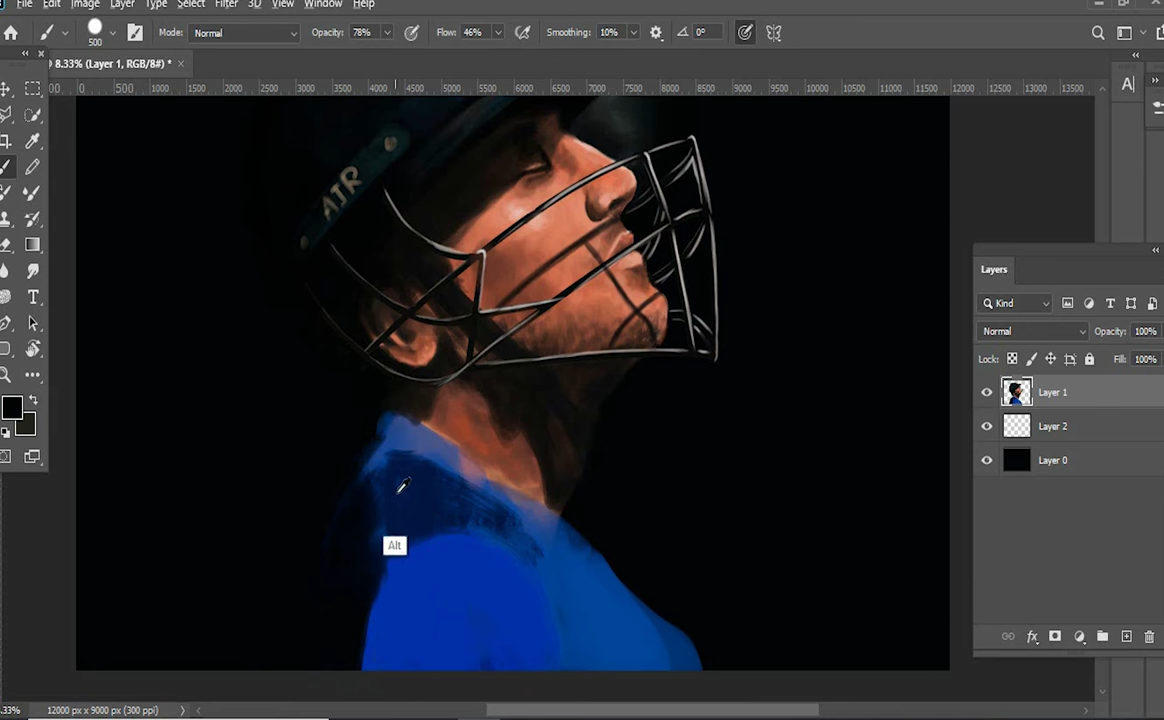 File Edit Image Layer Type Select Filter 3D View Window Help
500
Mode: Normal Opacity: 78% Flow: 46% Smoothing: 10% 0°
@ 8.33% (Layer 1, RGB/8#) * ×
00 0 500 1000 1500 2000 2500 3000 3500 4000 4500 5000 5500 6000 6500 7000 7500 8000 8500 9000 9500 10000 10500 11000 11500 12000 12500 13000 13500
A
AIR
Alt
T
Layers
Kind
Normal Opacity: 100%
Lock: Fill: 100%
Layer 1
Layer 2
Layer 0
fx
.33% 12000 px x 9000 px (300 ppi)